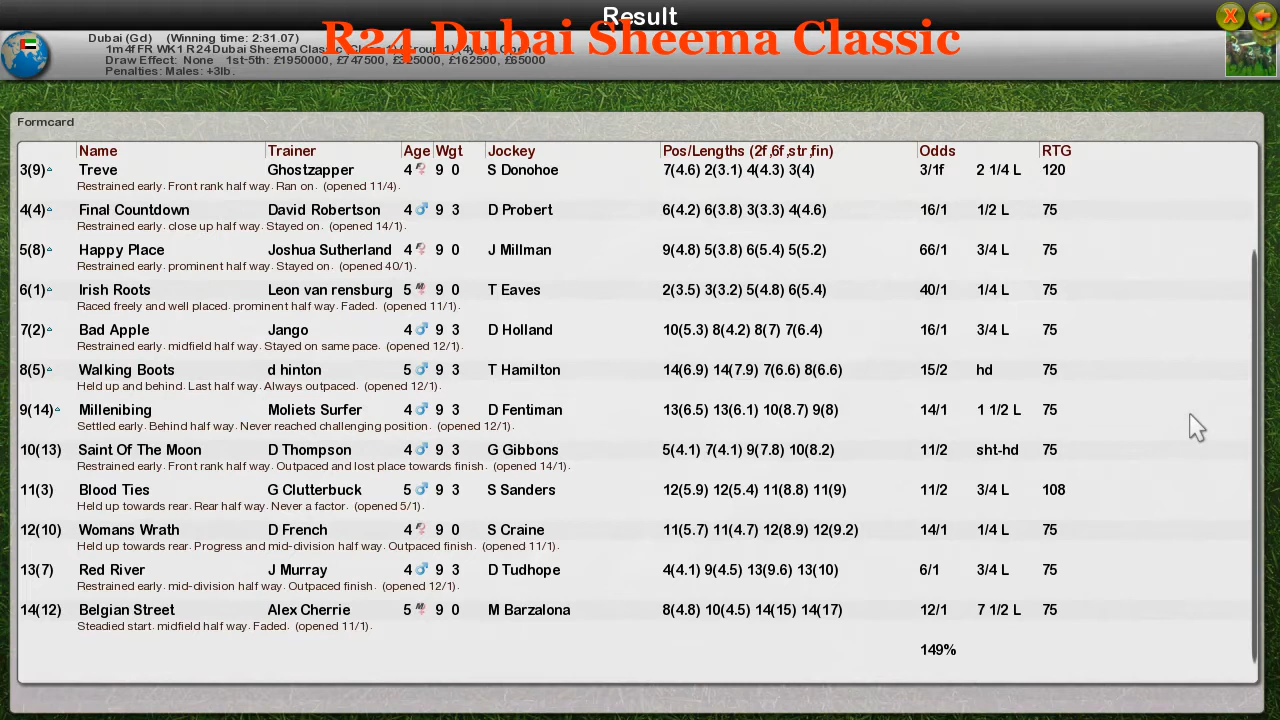 Result
R24 Dubai Sheema Classic
Dubai (Gd) (Winning time: 2:31.07)
1m4f FR WK1 R24 Dubai Sheema Classic
Draw Effect: None 1st-5th: £1950000, £747500, £325000, £162500, £65000
Penalties: Males: +3lb.
Formcard
Name Trainer Age Wgt Jockey Pos/Lengths (2f,6f,str,fin) Odds RTG
3(9) Treve Ghostzapper 4 9 0 S Donohoe 7(4.6) 2(3.1) 4(4.3) 3(4) 3/1f 2 1/4 L 120
Restrained early. Front rank half way. Ran on. (opened 11/4).
4(4) Final Countdown David Robertson 4 9 3 D Probert 6(4.2) 6(3.8) 3(3.3) 4(4.6) 16/1 1/2 L 75
Restrained early. close up half way. Stayed on. (opened 14/1).
5(8) Happy Place Joshua Sutherland 4 9 0 J Millman 9(4.8) 5(3.8) 6(5.4) 5(5.2) 66/1 3/4 L 75
Restrained early. prominent half way. Stayed on. (opened 40/1).
6(1) Irish Roots Leon van rensburg 5 9 0 T Eaves 2(3.5) 3(3.2) 5(4.8) 6(5.4) 40/1 1/4 L 75
Raced freely and well placed. prominent half way. Faded. (opened 11/1).
7(2) Bad Apple Jango 4 9 3 D Holland 10(5.3) 8(4.2) 8(7) 7(6.4) 16/1 3/4 L 75
Restrained early. midfield half way. Stayed on same pace. (opened 12/1).
8(5) Walking Boots d hinton 5 9 3 T Hamilton 14(6.9) 14(7.9) 7(6.6) 8(6.6) 15/2 hd 75
Held up and behind. Last half way. Always outpaced. (opened 12/1).
9(14) Millenibing Moliets Surfer 4 9 3 D Fentiman 13(6.5) 13(6.1) 10(8.7) 9(8) 14/1 1 1/2 L 75
Settled early. Behind half way. Never reached challenging position. (opened 12/1).
10(13) Saint Of The Moon D Thompson 4 9 3 G Gibbons 5(4.1) 7(4.1) 9(7.8) 10(8.2) 11/2 sht-hd 75
Restrained early. Front rank half way. Outpaced and lost place towards finish. (opened 14/1).
11(3) Blood Ties G Clutterbuck 5 9 3 S Sanders 12(5.9) 12(5.4) 11(8.8) 11(9) 11/2 3/4 L 108
Held up towards rear. Rear half way. Never a factor. (opened 5/1).
12(10) Womans Wrath D French 4 9 0 S Craine 11(5.7) 11(4.7) 12(8.9) 12(9.2) 14/1 1/4 L 75
Held up towards rear. Progress and mid-division half way. Outpaced finish. (opened 11/1).
13(7) Red River J Murray 4 9 3 D Tudhope 4(4.1) 9(4.5) 13(9.6) 13(10) 6/1 3/4 L 75
Restrained early. mid-division half way. Outpaced finish. (opened 12/1).
14(12) Belgian Street Alex Cherrie 5 9 0 M Barzalona 8(4.8) 10(4.5) 14(15) 14(17) 12/1 7 1/2 L 75
Steadied start. midfield half way. Faded. (opened 11/1).
149%